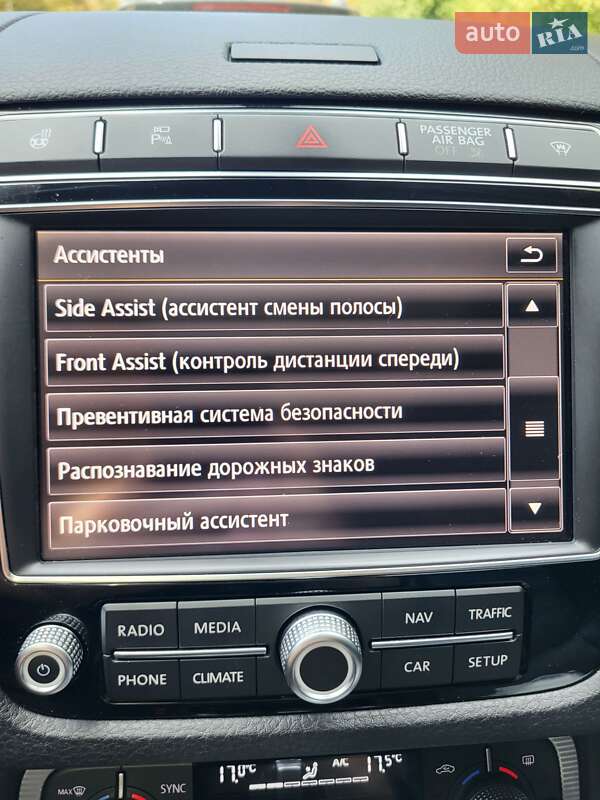 auto RIA .com
PASSENGER
AIR BAG
OFF
P
Ассистенты
Side Assist (ассистент смены полосы)
Front Assist (контроль дистанции спереди)
Превентивная система безопасности
Распознавание дорожных знаков
Парковочный ассистент
RADIO MEDIA NAV TRAFFIC
PHONE CLIMATE CAR SETUP
17.0°C A/C 17.5°C
MAX SYNC